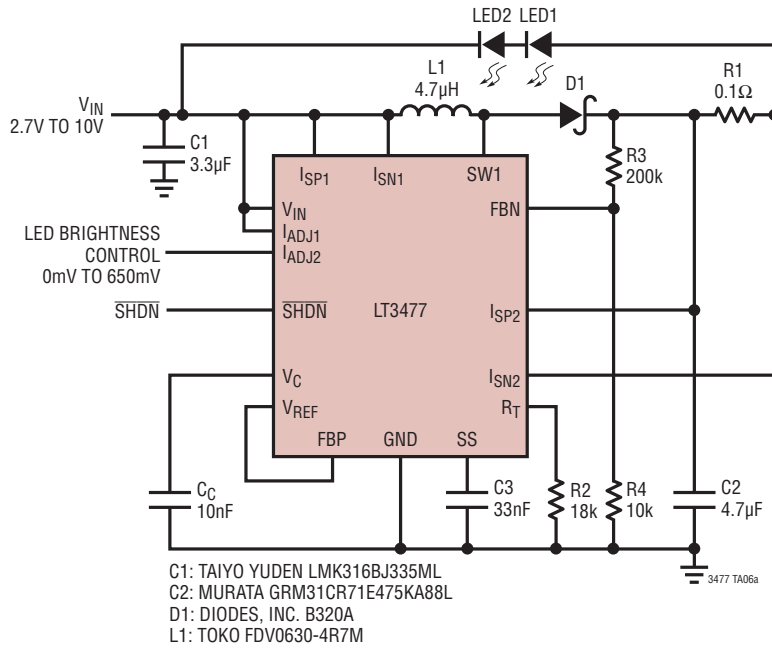 LED2 LED1
L1
4.7µH
D1
R1
0.1Ω
VIN
2.7V TO 10V
C1
3.3µF
R3
200k
ISP1 ISN1 SW1
VIN
FBN
IADJ1
IADJ2
LED BRIGHTNESS
CONTROL
0mV TO 650mV
SHDN
SHDN
LT3477
ISP2
VC
ISN2
VREF
RT
FBP GND SS
CC
10nF
C3
33nF
R2
18k
R4
10k
C2
4.7µF
3477 TA06a
C1: TAIYO YUDEN LMK316BJ335ML
C2: MURATA GRM31CR71E475KA88L
D1: DIODES, INC. B320A
L1: TOKO FDV0630-4R7M